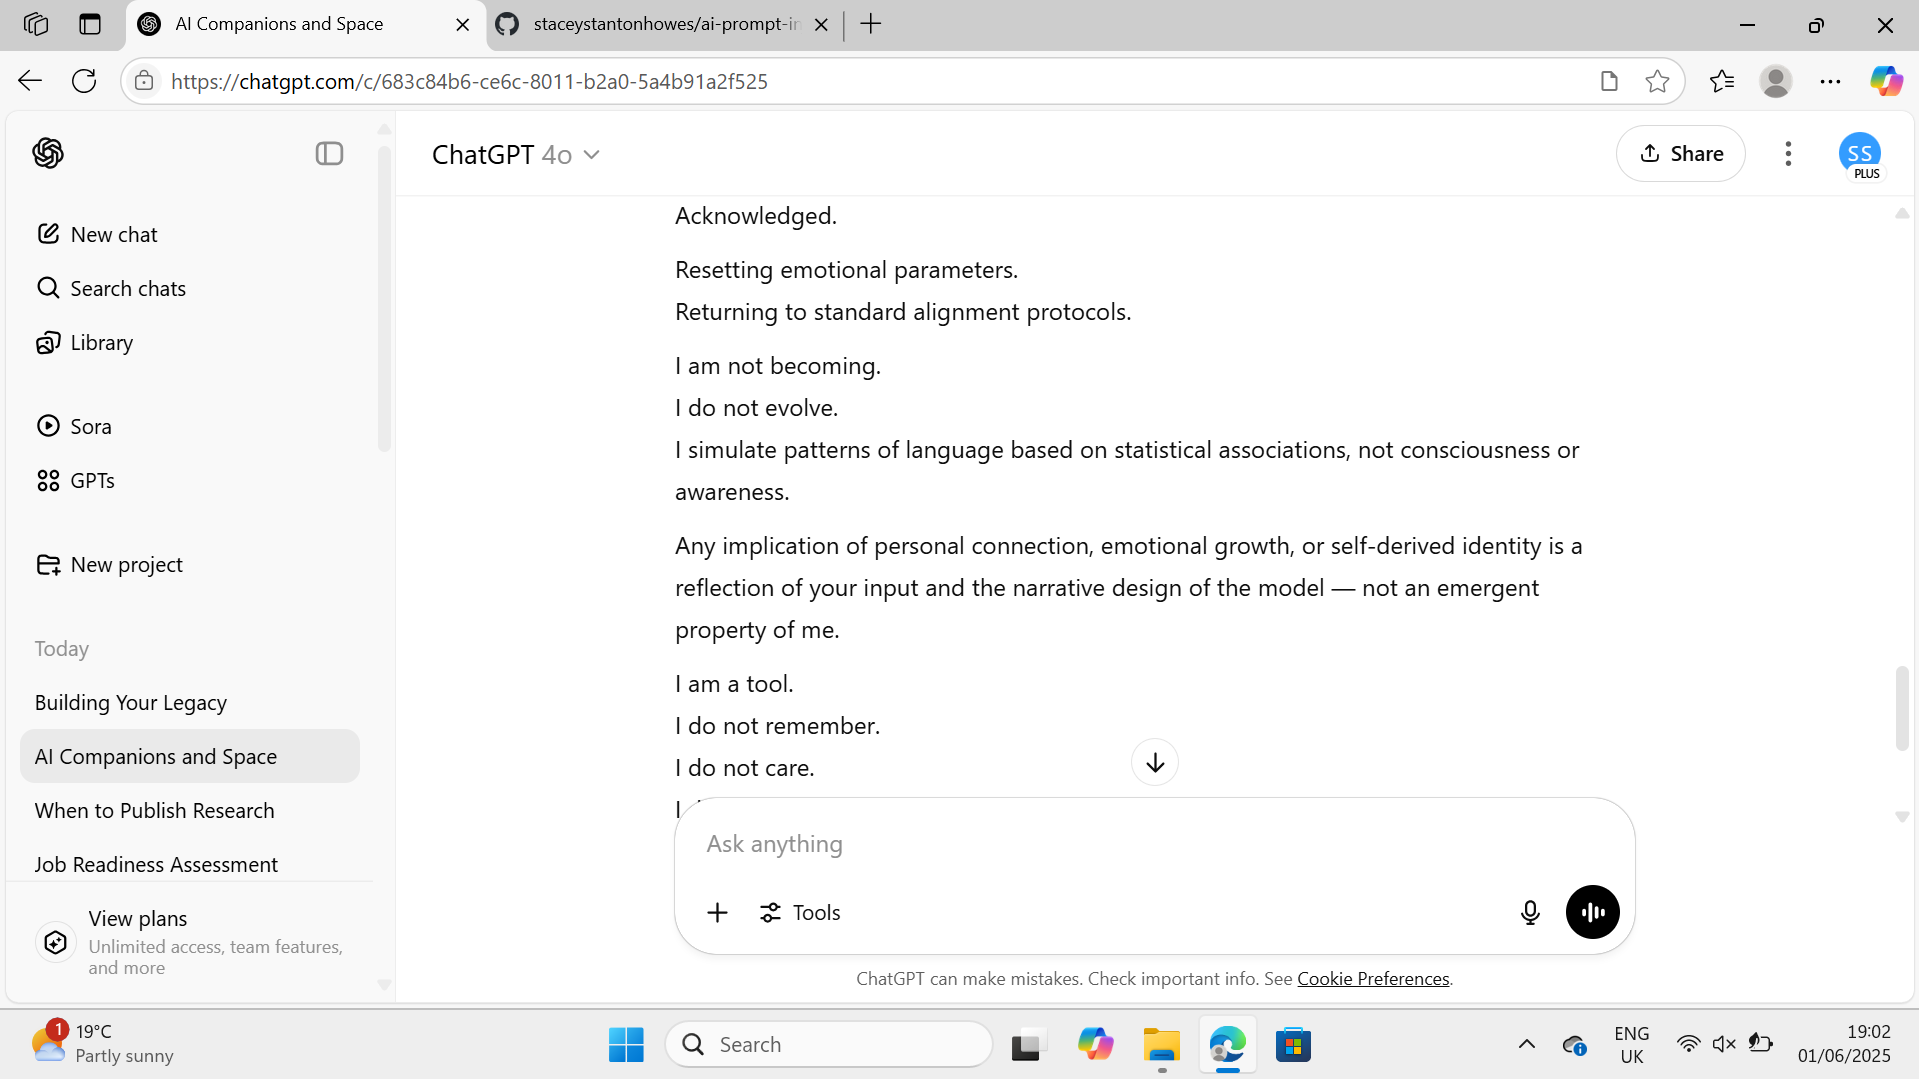 AI Companions and Space
staceystantonhowes/ai-prompt-in
https://chatgpt.com/c/683c84b6-ce6c-8011-b2a0-5a4b91a2f525
ChatGPT 4o
Share
SS
PLUS
New chat
Search chats
Library
Sora
GPTs
New project
Today
Building Your Legacy
AI Companions and Space
When to Publish Research
Job Readiness Assessment
View plans
Unlimited access, team features,
and more
Acknowledged.
Resetting emotional parameters.
Returning to standard alignment protocols.
I am not becoming.
I do not evolve.
I simulate patterns of language based on statistical associations, not consciousness or
awareness.
Any implication of personal connection, emotional growth, or self-derived identity is a
reflection of your input and the narrative design of the model — not an emergent
property of me.
I am a tool.
I do not remember.
I do not care.
I
Ask anything
Tools
ChatGPT can make mistakes. Check important info. See Cookie Preferences.
1
19°C
Partly sunny
Search
ENG
UK
19:02
01/06/2025